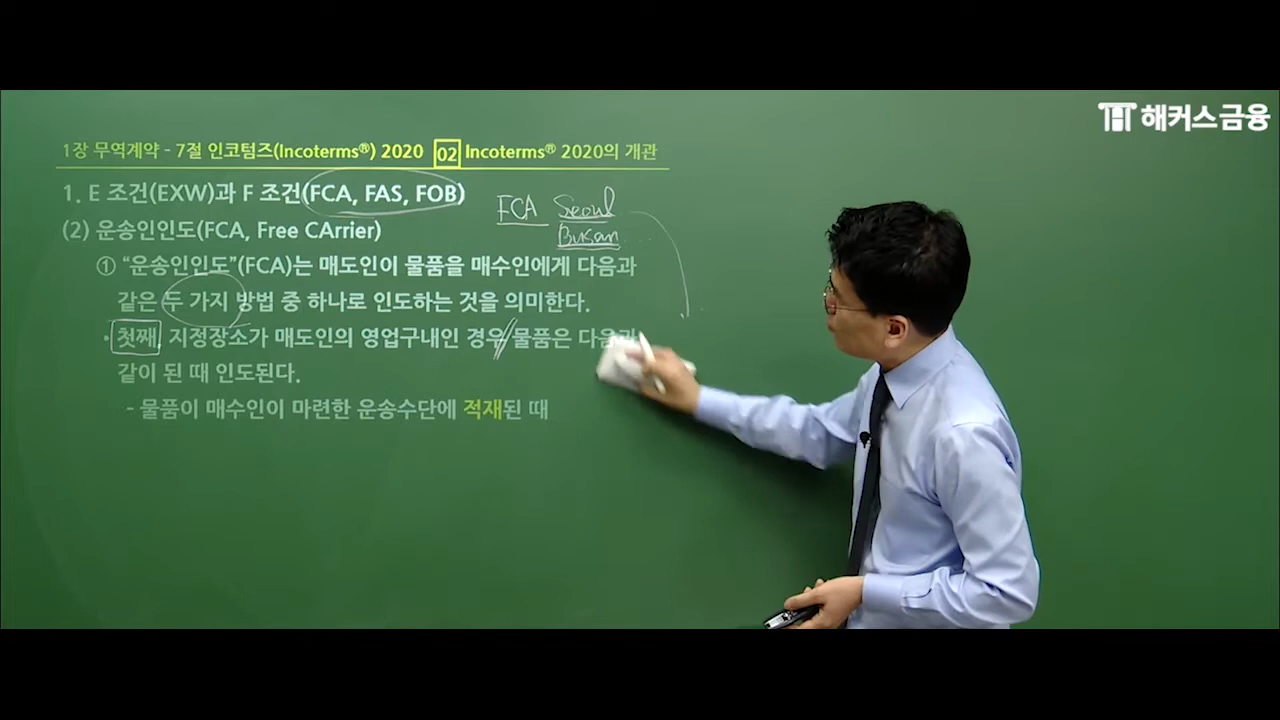 해커스금융
1장 무역계약 - 7절 인코텀즈(Incoterms®) 2020 02 Incoterms® 2020의 개관
1. E 조건(EXW)과 F 조건(FCA, FAS, FOB)
FCA Seoul
Busan
(2) 운송인인도(FCA, Free CArrier)
① “운송인인도”(FCA)는 매도인이 물품을 매수인에게 다음과
같은 두 가지 방법 중 하나로 인도하는 것을 의미한다.
· 첫째, 지정장소가 매도인의 영업구내인 경우 물품은 다음과
같이 된 때 인도된다.
- 물품이 매수인이 마련한 운송수단에 적재된 때